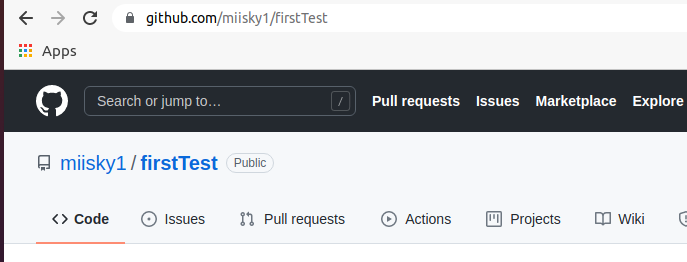 github.com/miisky1/firstTest
Apps
Search or jump to… / Pull requests Issues Marketplace Explore
miisky1 / firstTest Public
Code Issues Pull requests Actions Projects Wiki